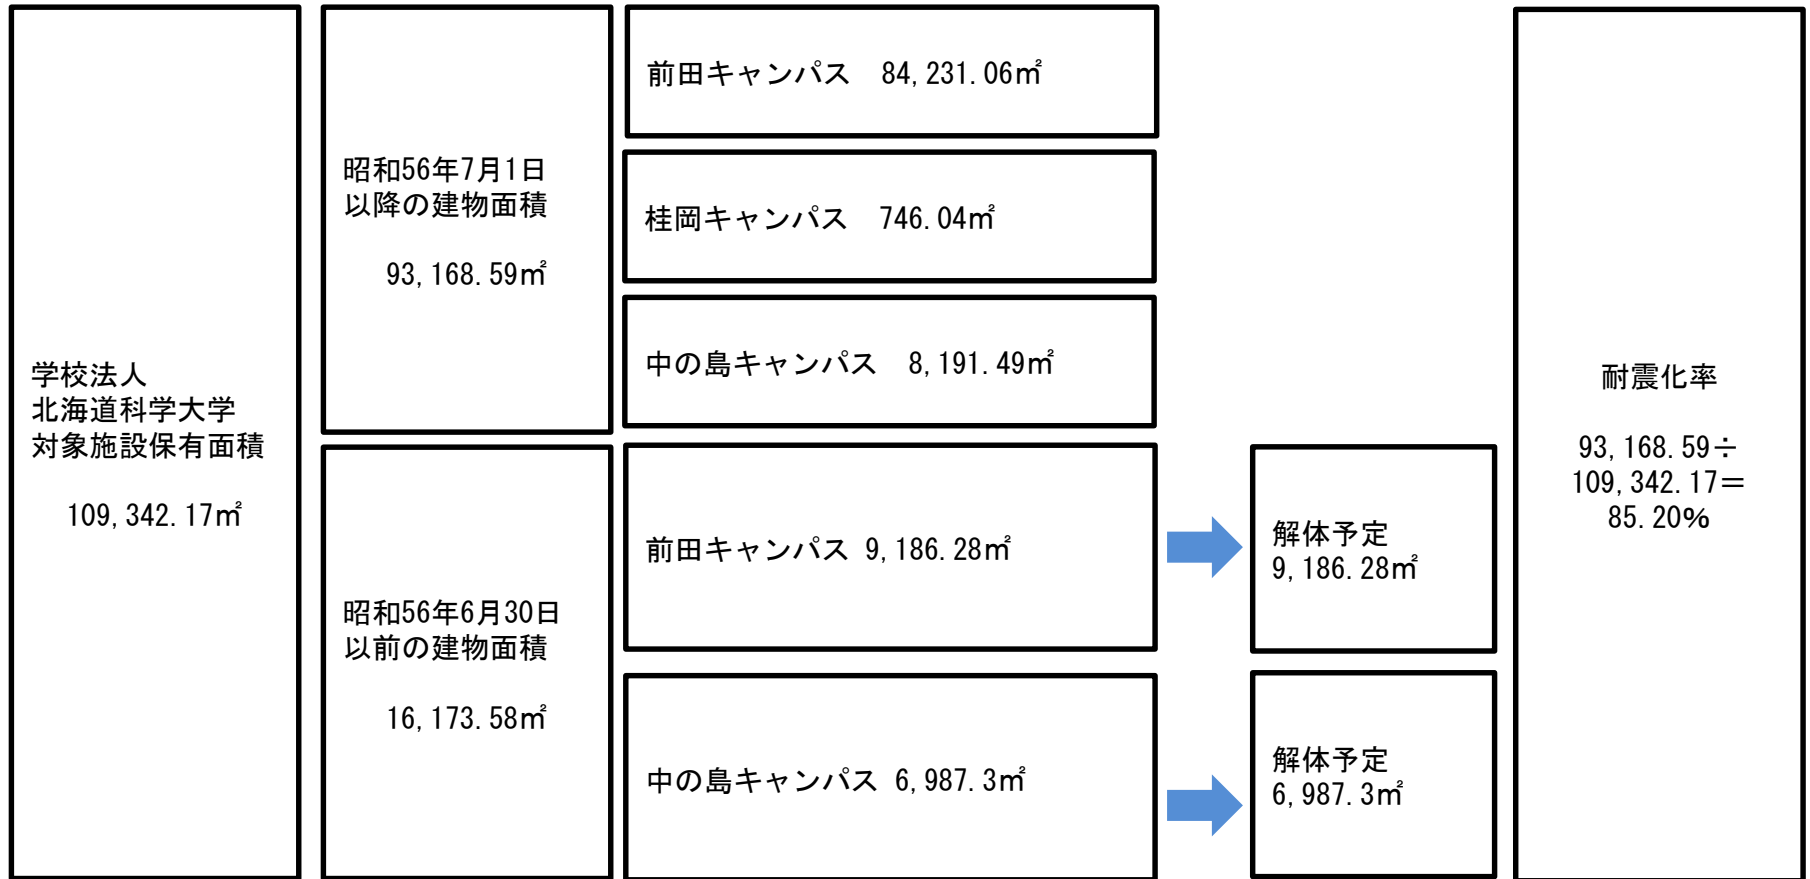 学校法人
北海道科学大学
対象施設保有面積
109,342.17㎡
昭和56年7月1日
以降の建物面積
93,168.59㎡
前田キャンパス　84,231.06㎡
桂岡キャンパス　746.04㎡
中の島キャンパス　8,191.49㎡
昭和56年6月30日
以前の建物面積
16,173.58㎡
前田キャンパス 9,186.28㎡
中の島キャンパス 6,987.3㎡
解体予定
9,186.28㎡
解体予定
6,987.3㎡
耐震化率
93,168.59÷
109,342.17＝
85.20%